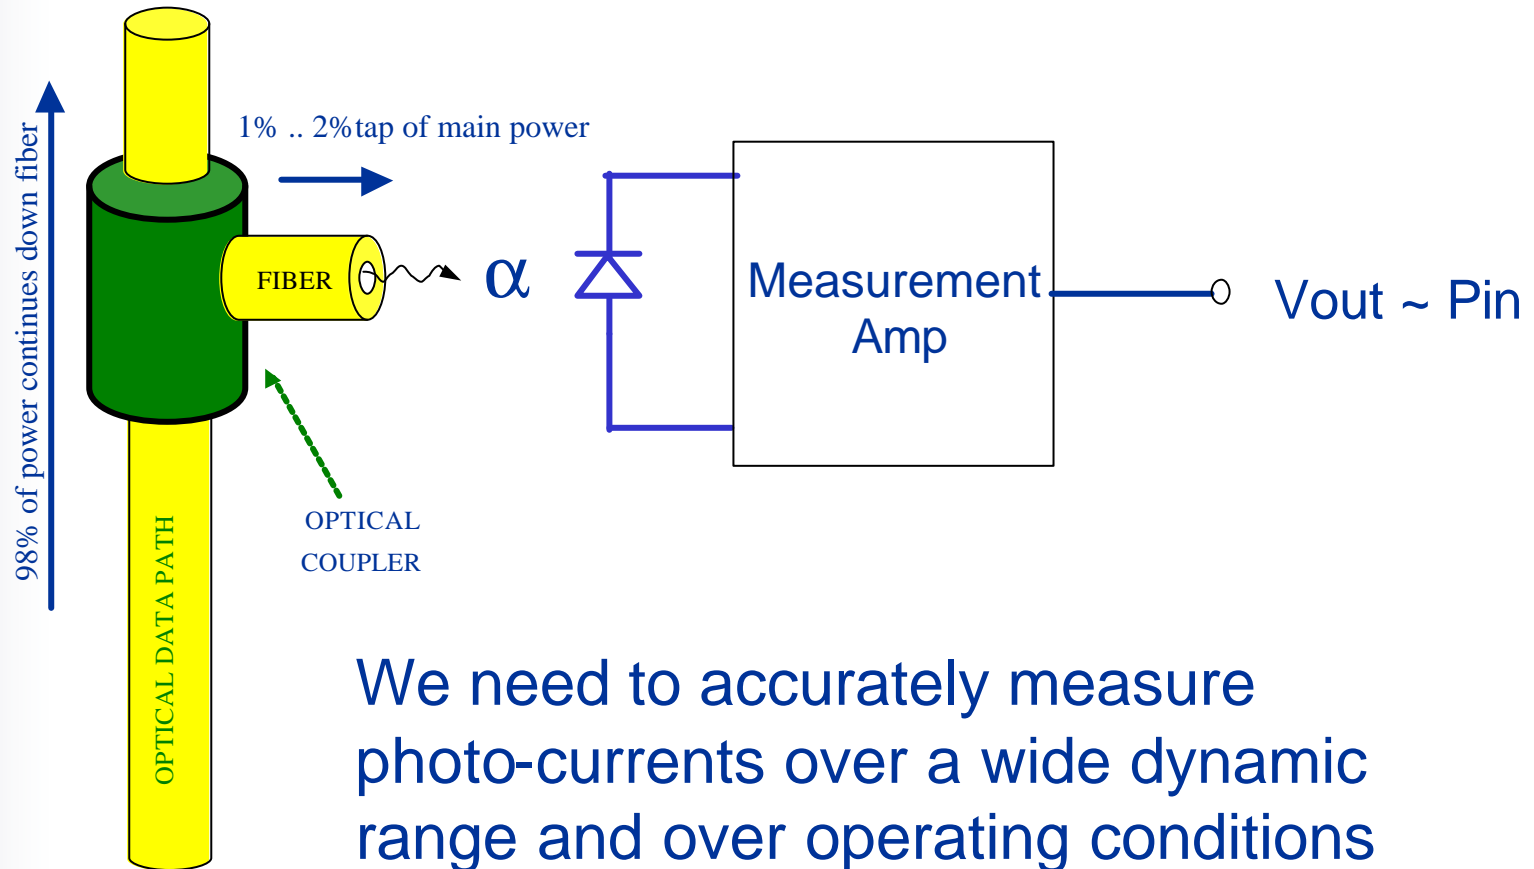 98% of power continues down fiber
1% .. 2%tap of main power
FIBER
α
Measurement
Amp
Vout ~ Pin
OPTICAL
COUPLER
OPTICAL DATA PATH
We need to accurately measure
photo-currents over a wide dynamic
range and over operating conditions